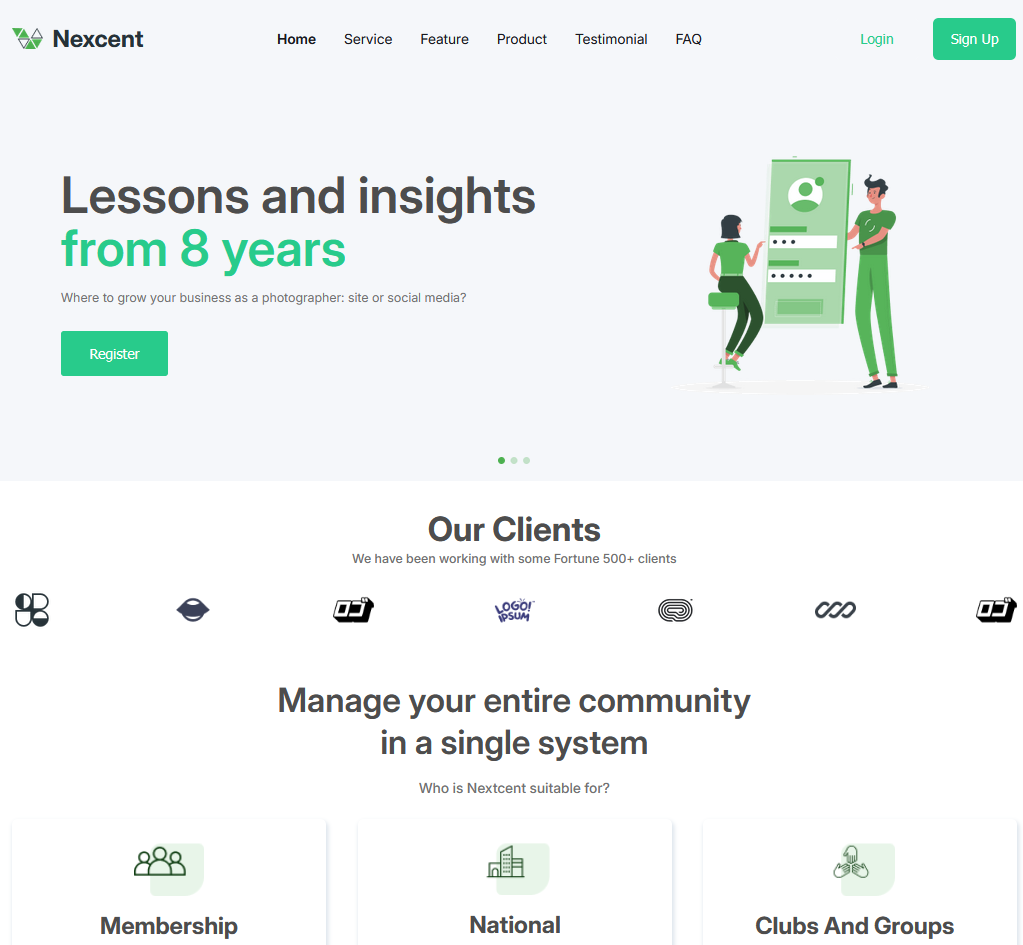 Nexcent
Home Service Feature Product Testimonial FAQ
Login
Sign Up
Lessons and insights
from 8 years
Where to grow your business as a photographer: site or social media?
Register
Our Clients
We have been working with some Fortune 500+ clients
LOGO!
IPSUM
Manage your entire community
in a single system
Who is Nextcent suitable for?
Membership
National
Clubs And Groups